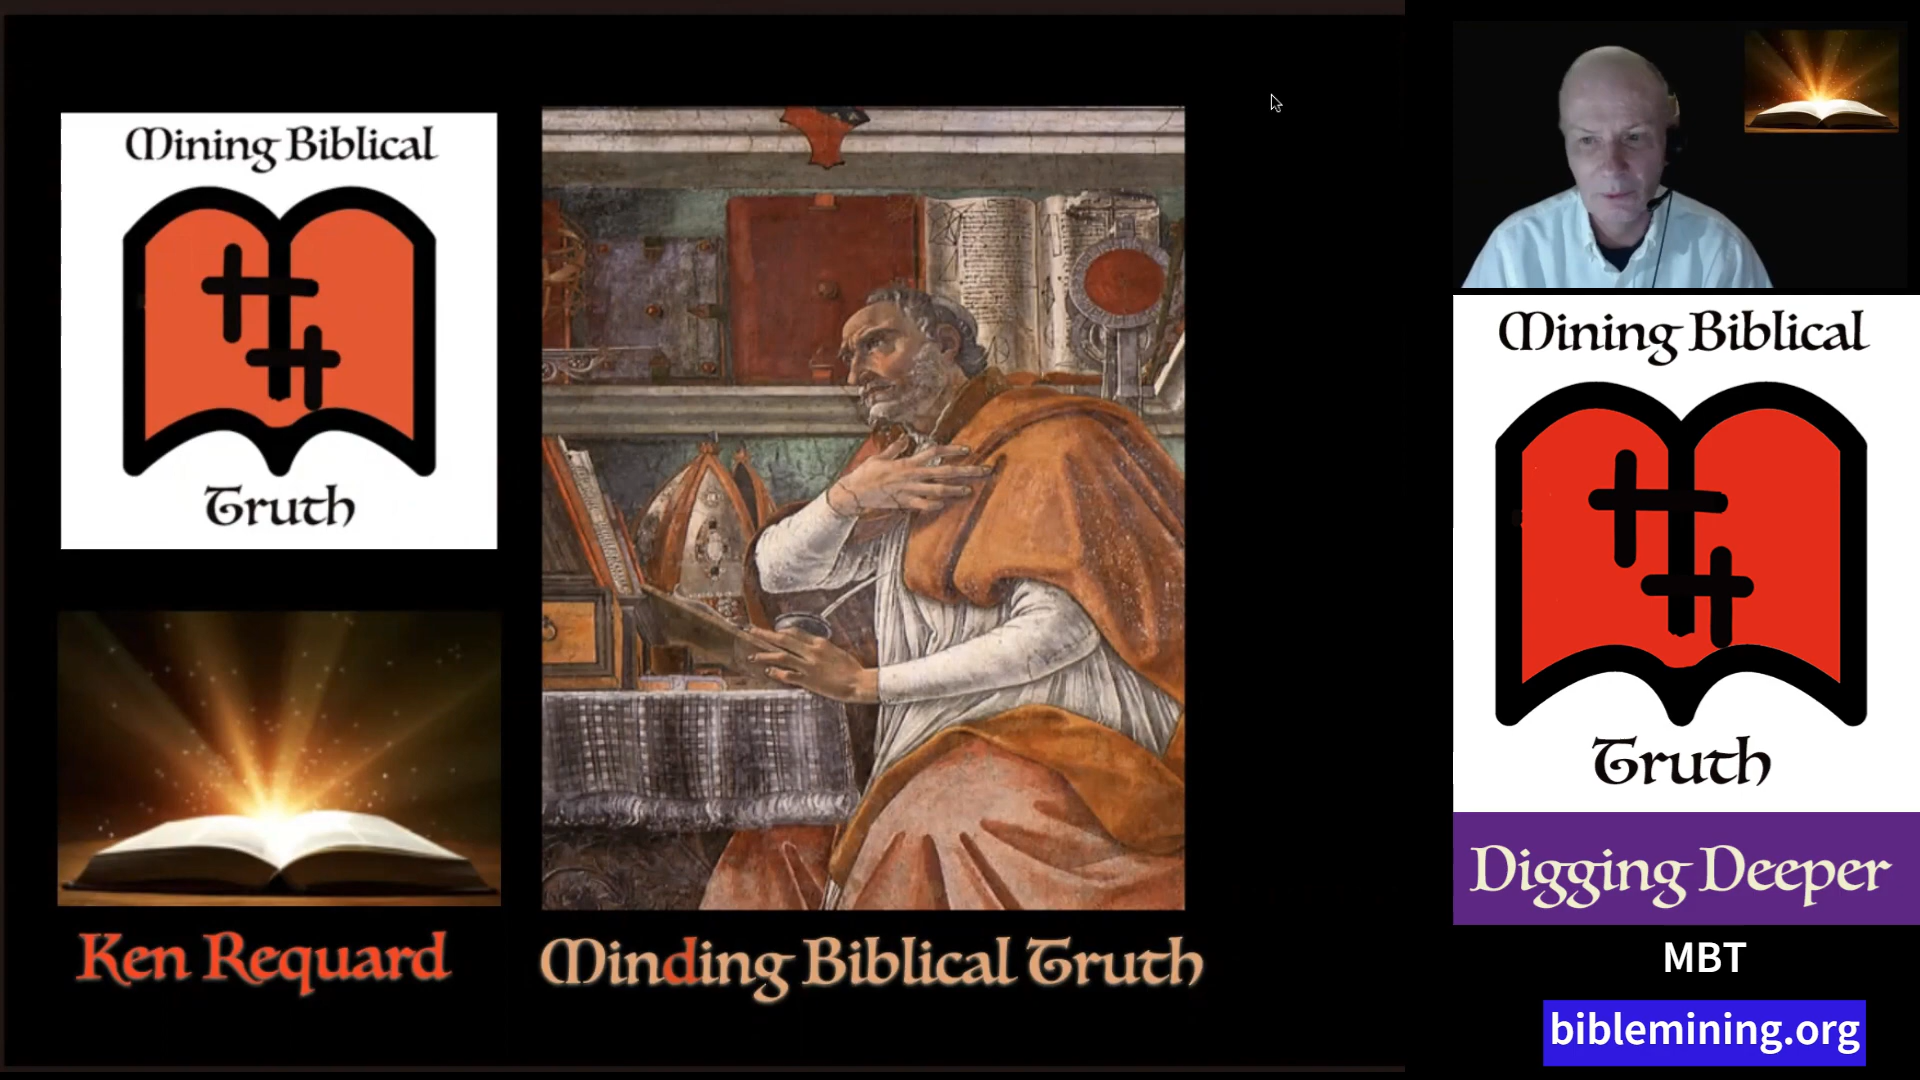 Mining Biblical
Truth
Ken Requard
Minding Biblical Truth
Mining Biblical
Truth
Digging Deeper
MBT
biblemining.org